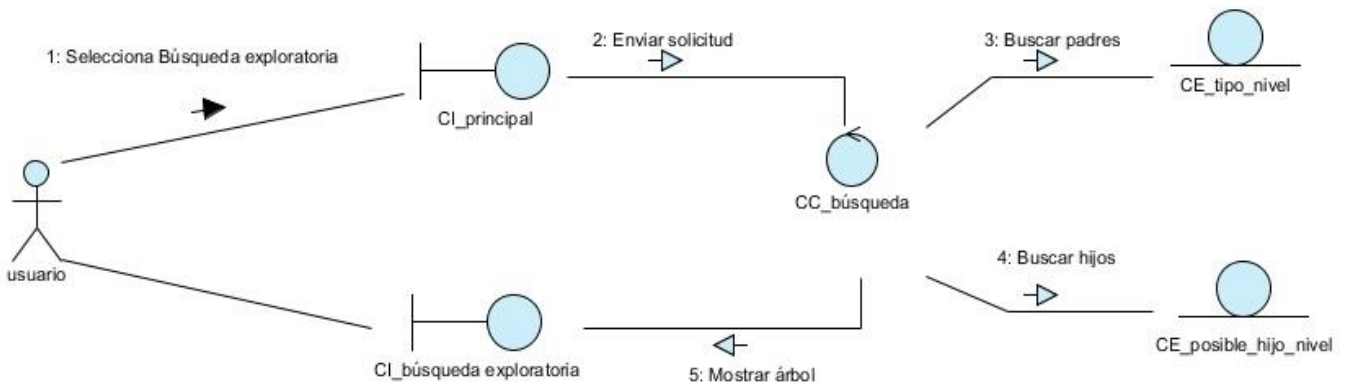 1: Selecciona Búsqueda exploratoria
2: Enviar solicitud
3: Buscar padres
CE_tipo_nivel
CI_principal
CC_búsqueda
usuario
4: Buscar hijos
CE_posible_hijo_nivel
CI_búsqueda exploratoria
5: Mostrar árbol